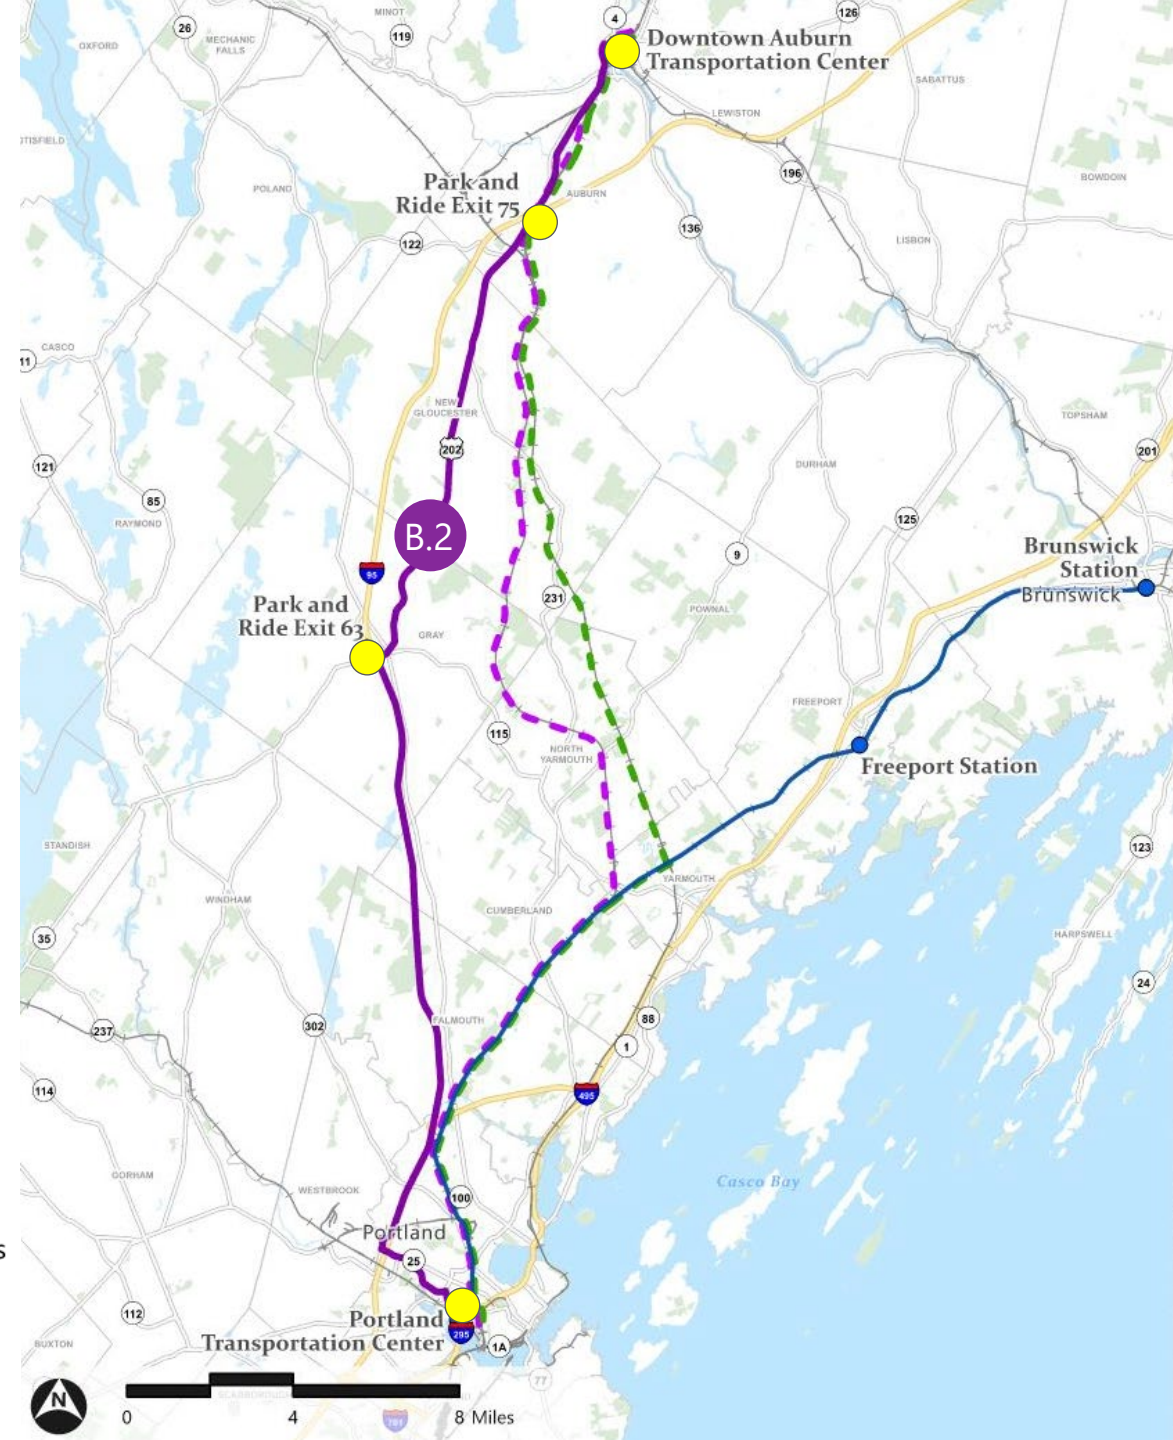 MINOT
4
126
26
119
OXFORD
MECHANIC
FALLS
Downtown Auburn
Transportation Center
SABATTUS
LEWISTON
TISFIELD
196
POLAND
Park and
Ride Exit 75
AUBURN
BOWDOIN
136
122
LISBON
CASCO
11
NEW
GLOUCESTER
TOPSHAM
202
201
121
DURHAM
85
RAYMOND
125
B.2
9
Brunswick
Station
95
Brunswick
231
Park and
Ride Exit 63
POWNAL
GRAY
FREEPORT
115
NORTH
YARMOUTH
Freeport Station
STANDISH
123
YARMOUTH
WINDHAM
CUMBERLAND
35
HARPSWELL
24
88
FALMOUTH
302
237
1
114
495
GORHAM
Casco Bay
WESTBROOK
100
Portland
s
25
112
Portland
Transportation Center
295
BUXTON
1A
77
N
SCARBOROUGH
0
4
8 Miles